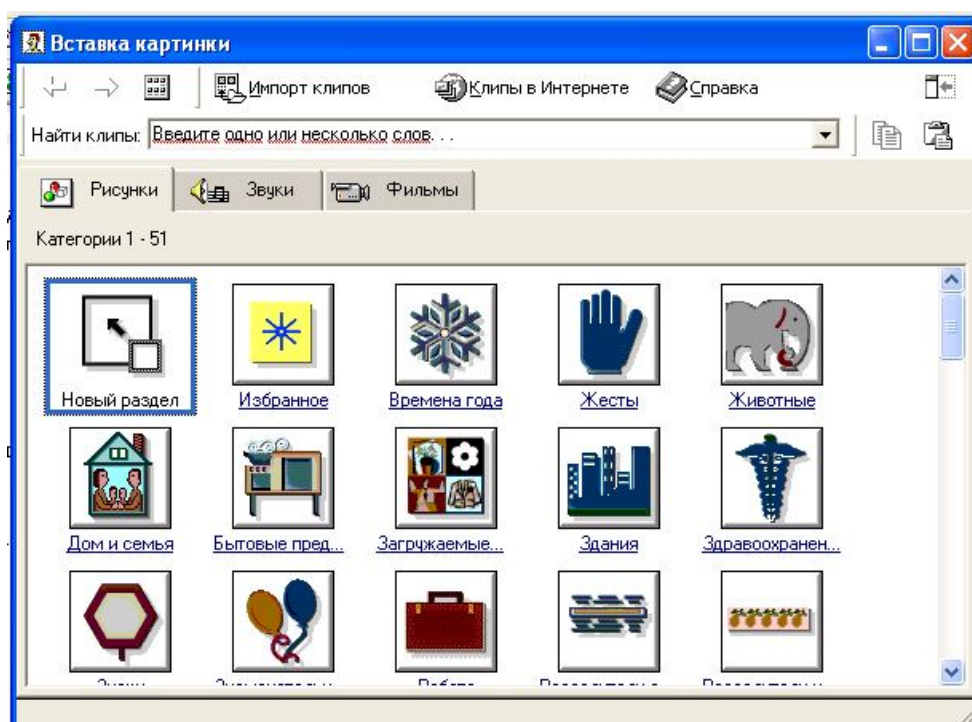 Вставка картинки
Импорт клипов Клипы в Интернете Справка
Найти клипы: Введите одно или несколько слов. . .
Рисунки Звуки Фильмы
Категории 1 - 51
Новый раздел Избранное Времена года Жесты Животные
Дом и семья Бытовые пред... Загружаемые... Здания Здравоохранен...